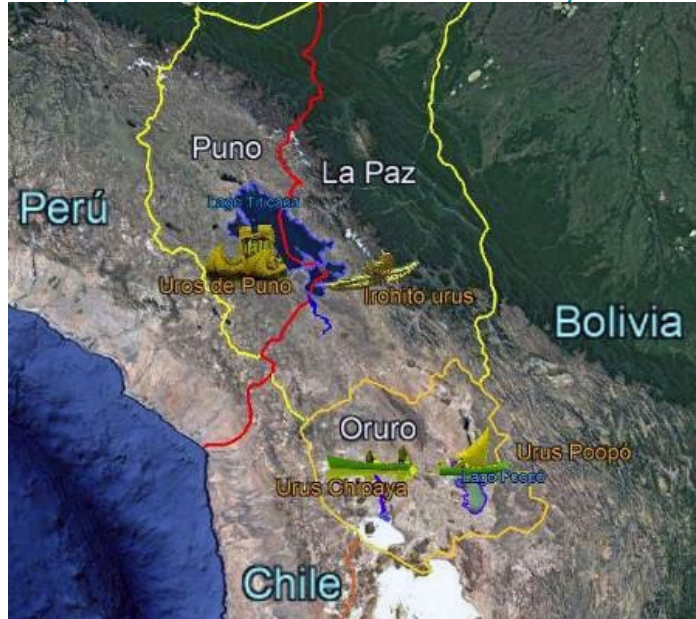 Puno
La Paz
Perú
Lago Titicaca
Uros de Puno
Irohito urus
Bolivia
Oruro
Urus Poopó
Urus Chipaya
Lago Poopó
Chile